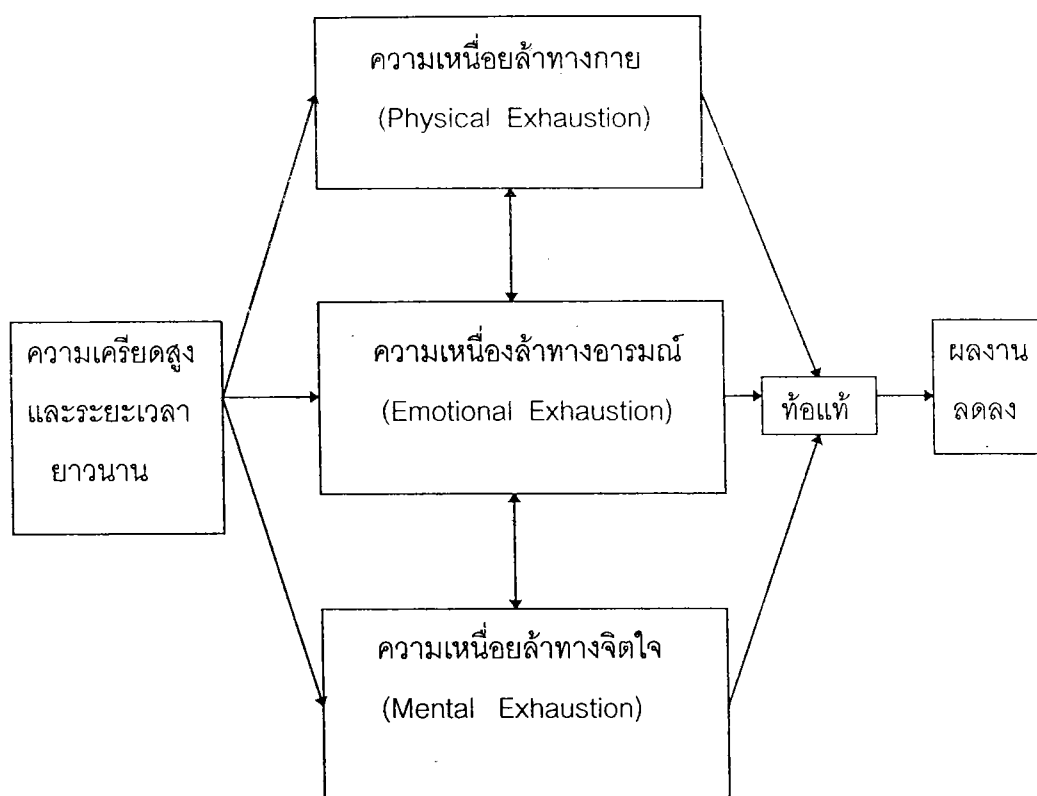 ความเหนื่อยล้าทางกาย
(Physical Exhaustion)
ความเครียดสูง
และระยะเวลา
ยาวนาน
ความเหนื่องล้าทางอารมณ์
(Emotional Exhaustion)
ท้อแท้
ผลงาน
ลดลง
ความเหนื่อยล้าทางจิตใจ
(Mental Exhaustion)